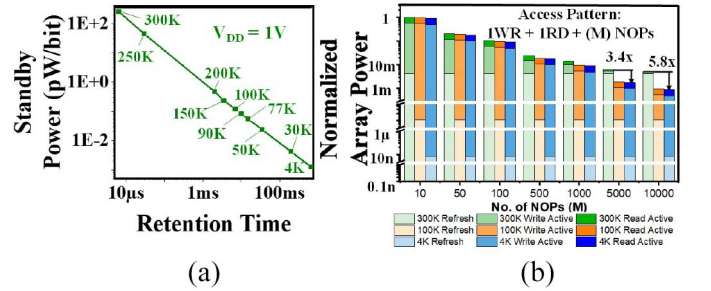 1E+2
1E+0
1E-2
Standby
Power (pW/bit)
V_DD = 1V
300K
250K
200K
150K
100K
90K
77K
50K
30K
4K
10µs
1ms
100ms
Retention Time
(a)
Normalized
Array Power
1
10m
1m
1µ
10n
0.1n
Access Pattern:
1WR + 1RD + (M) NOPs
3.4x
5.8x
10 50 100 500 1000 5000 10000
No. of NOPs (M)
300K Refresh 300K Write Active 300K Read Active
100K Refresh 100K Write Active 100K Read Active
4K Refresh 4K Write Active 4K Read Active
(b)